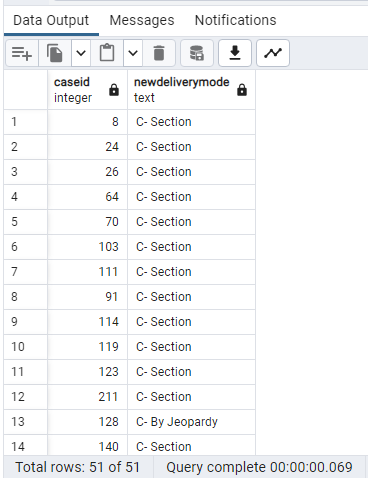 Data Output Messages Notifications
caseid newdeliverymode
integer text
1 8 C- Section
2 24 C- Section
3 26 C- Section
4 64 C- Section
5 70 C- Section
6 103 C- Section
7 111 C- Section
8 91 C- Section
9 114 C- Section
10 119 C- Section
11 123 C- Section
12 211 C- Section
13 128 C- By Jeopardy
14 140 C- Section
Total rows: 51 of 51 Query complete 00:00:00.069